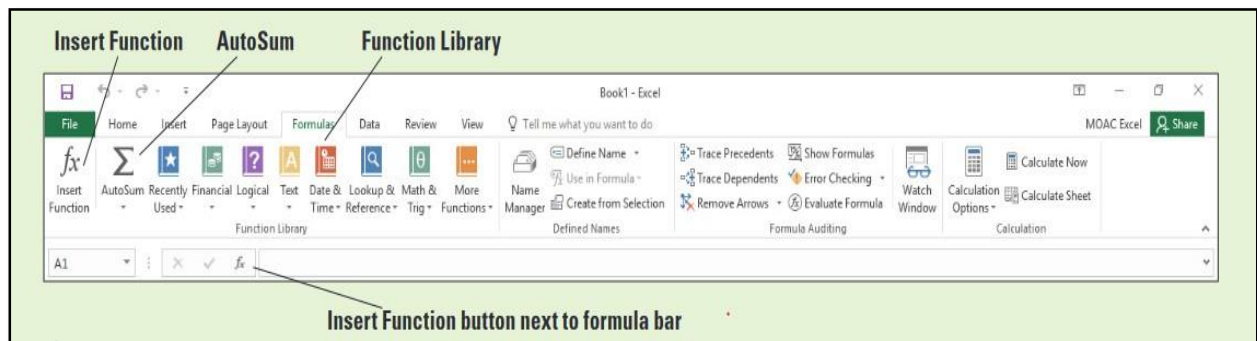 Insert Function AutoSum Function Library
Book1 - Excel
File Home Insert Page Layout Formulas Data Review View Tell me what you want to do MOAC Excel Share
fx Σ ? A θ
Insert Function AutoSum Recently Used Financial Logical Text Date & Time Lookup & Reference Math & Trig More Functions
Name Manager Define Name Use in Formula Create from Selection
Trace Precedents Show Formulas
Trace Dependents Error Checking
Remove Arrows Evaluate Formula
Watch Window
Calculation Options Calculate Now Calculate Sheet
Function Library Defined Names Formula Auditing Calculation
A1 fx
Insert Function button next to formula bar